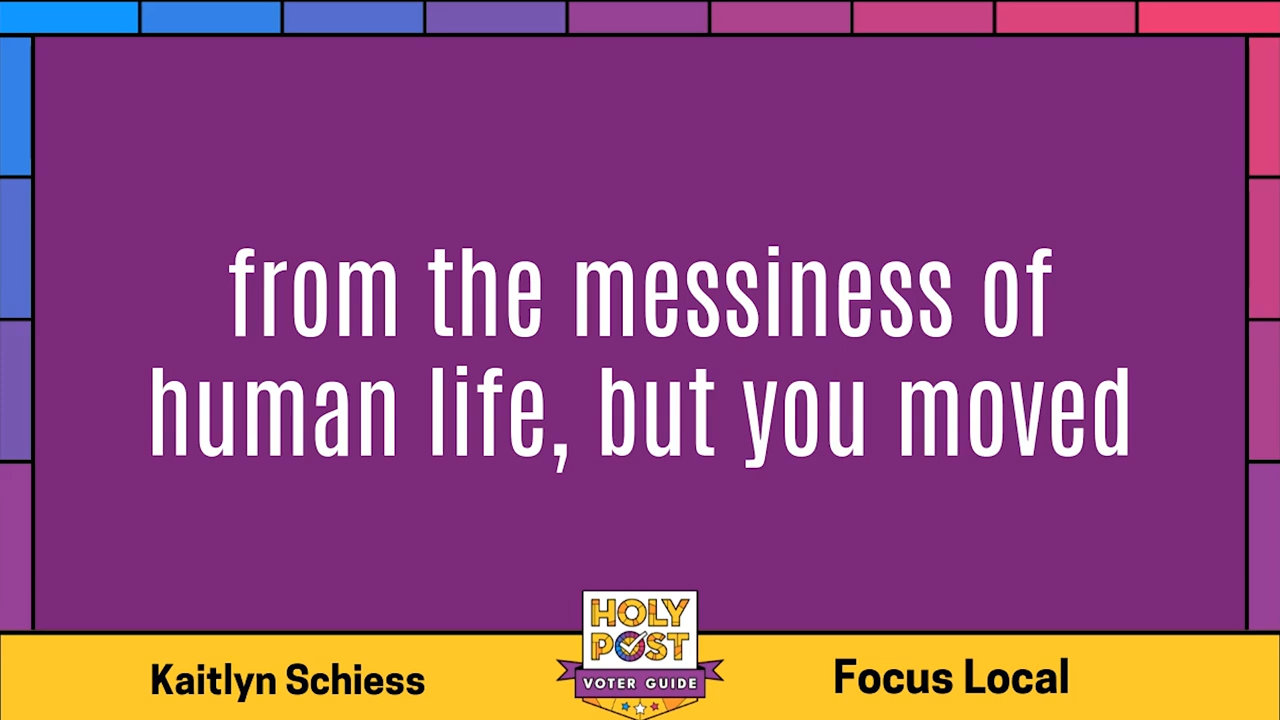 from the messiness of
human life, but you moved
HOLY
POST
VOTER GUIDE
Kaitlyn Schiess
Focus Local